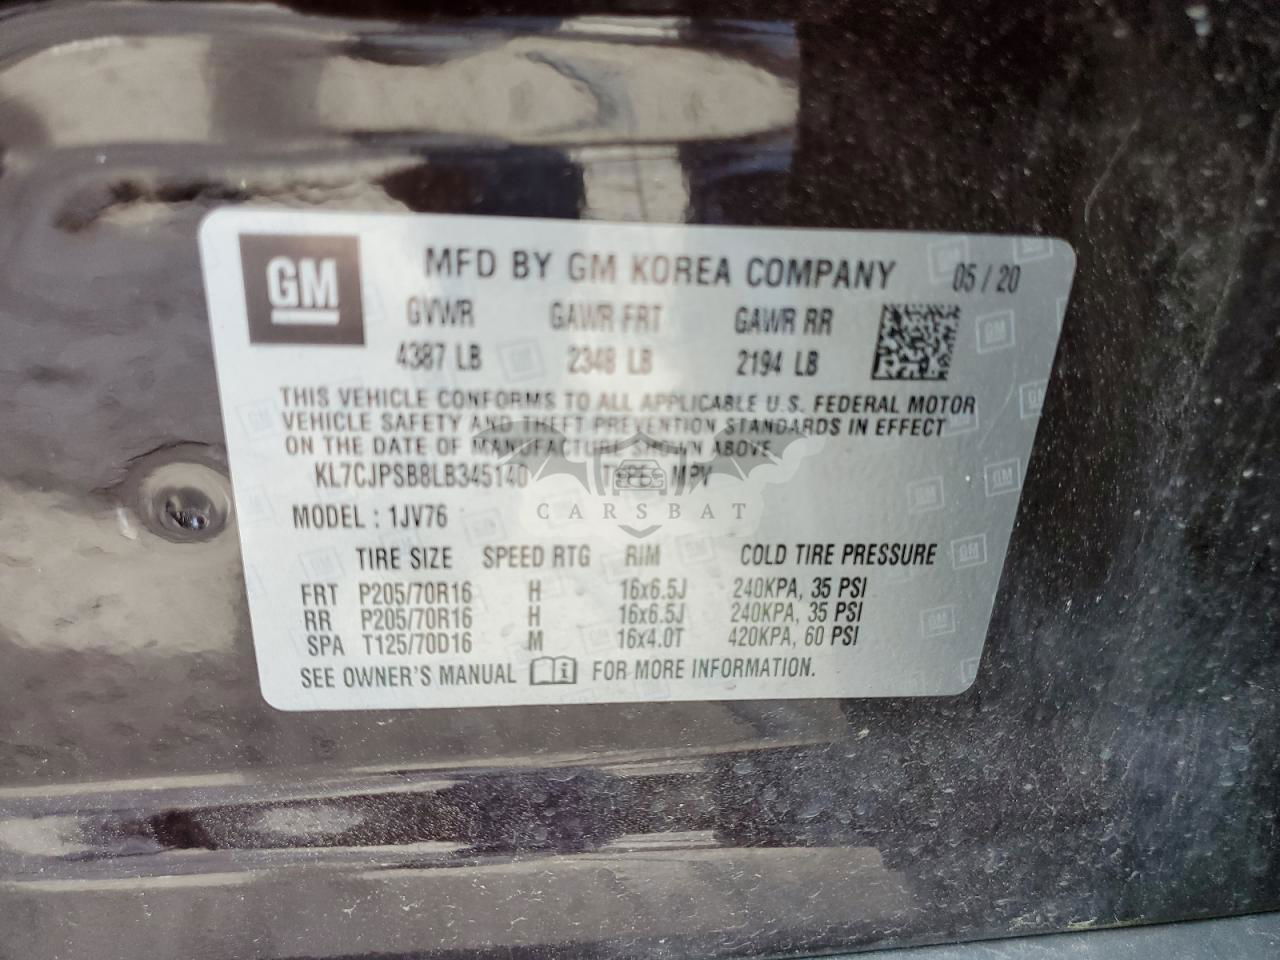 GM
MFD BY GM KOREA COMPANY 05/20
GVWR GAWR FRT GAWR RR
4387 LB 2348 LB 2194 LB
THIS VEHICLE CONFORMS TO ALL APPLICABLE U.S. FEDERAL MOTOR
VEHICLE SAFETY AND THEFT PREVENTION STANDARDS IN EFFECT
ON THE DATE OF MANUFACTURE SHOWN ABOVE
KL7CJPSB8LB345140 TYPE: MPV
CARSBAT
MODEL : 1JV76
TIRE SIZE SPEED RTG RIM COLD TIRE PRESSURE
FRT P205/70R16 H 16x6.5J 240KPA, 35 PSI
RR P205/70R16 H 16x6.5J 240KPA, 35 PSI
SPA T125/70D16 M 16x4.0T 420KPA, 60 PSI
SEE OWNER'S MANUAL i FOR MORE INFORMATION.